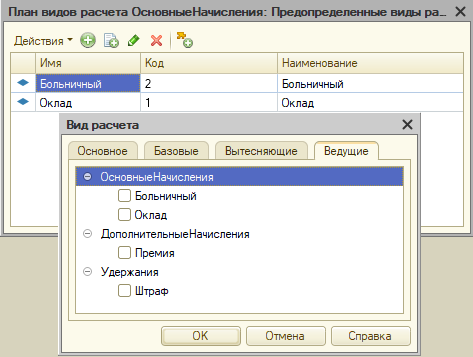 План видов расчета ОсновныеНачисления: Предопределенные виды ра...
Действия
Имя Код Наименование
Больничный 2 Больничный
Оклад 1 Оклад
Вид расчета
Основное Базовые Вытесняющие Ведущие
ОсновныеНачисления
Больничный
Оклад
ДополнительныеНачисления
Премия
Удержания
Штраф
OK Отмена Справка